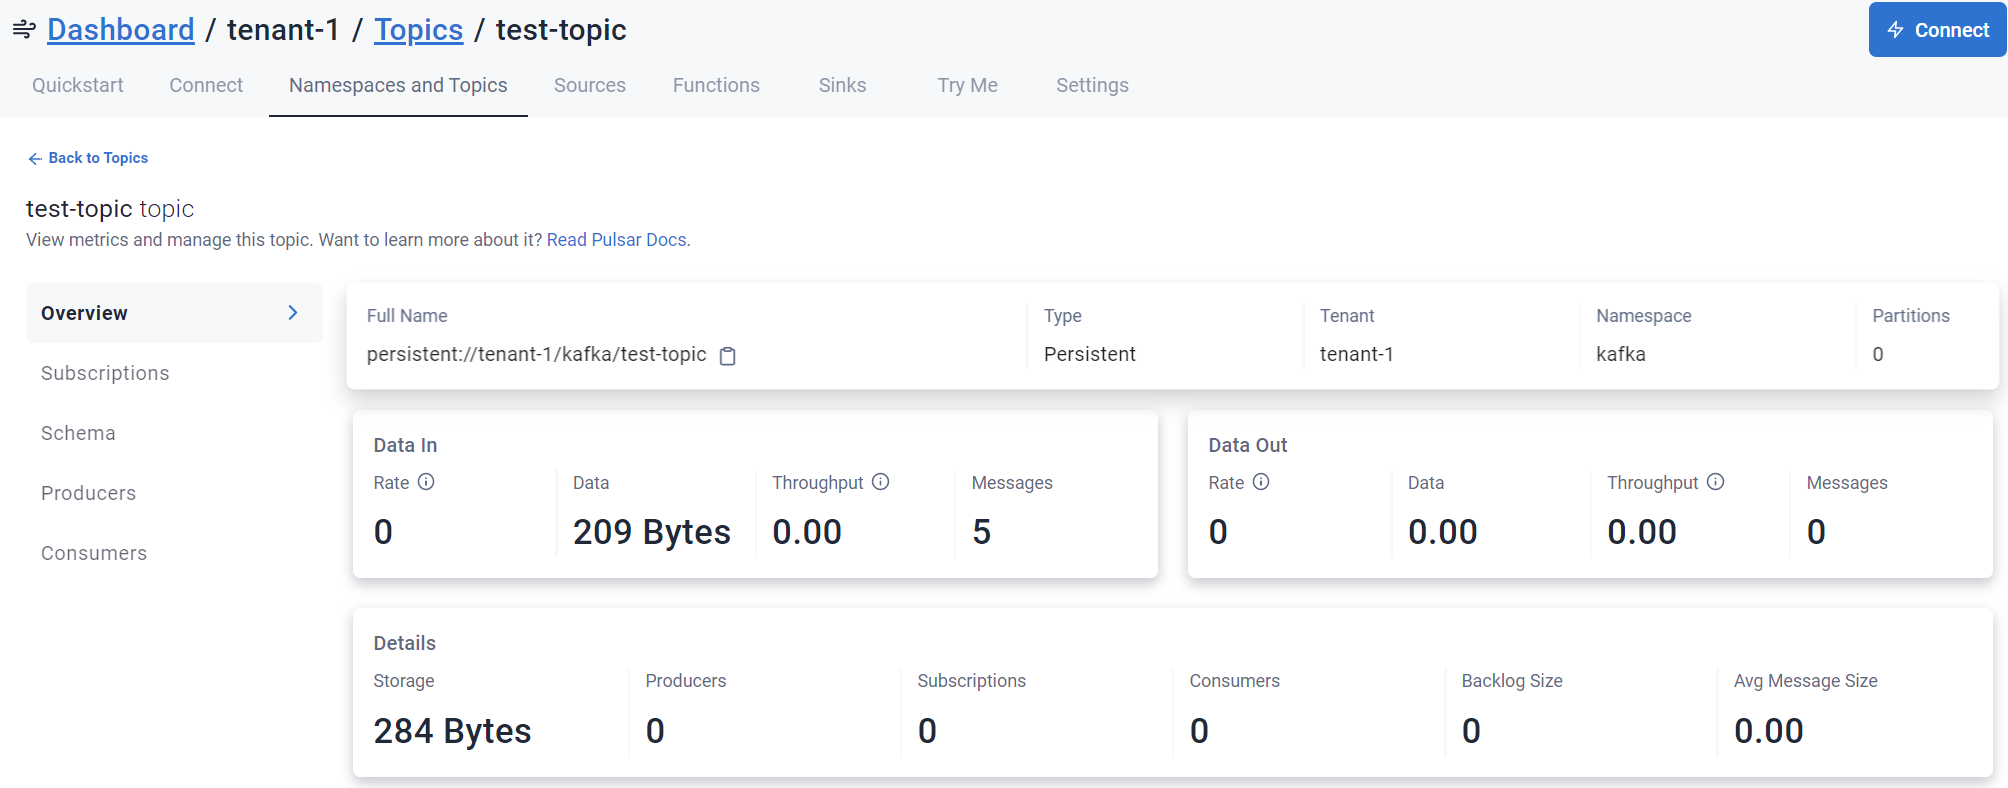 Dashboard / tenant-1 / Topics / test-topic
Connect
Quickstart Connect Namespaces and Topics Sources Functions Sinks Try Me Settings
Back to Topics
test-topic topic
View metrics and manage this topic. Want to learn more about it? Read Pulsar Docs.
Overview
Subscriptions
Schema
Producers
Consumers
Full Name Type Tenant Namespace Partitions
persistent://tenant-1/kafka/test-topic Persistent tenant-1 kafka 0
Data In
Rate Data Throughput Messages
0 209 Bytes 0.00 5
Data Out
Rate Data Throughput Messages
0 0.00 0.00 0
Details
Storage Producers Subscriptions Consumers Backlog Size Avg Message Size
284 Bytes 0 0 0 0 0.00